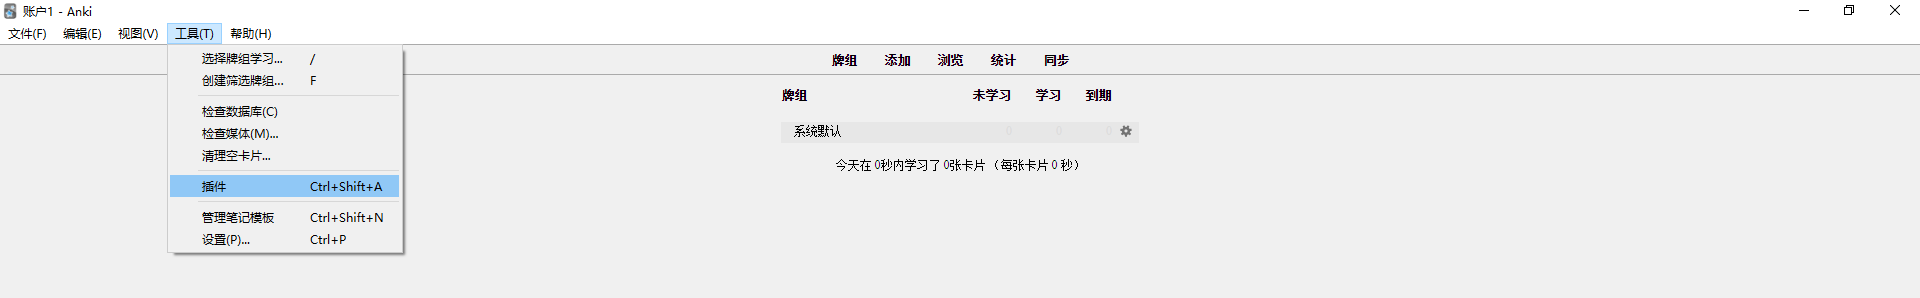 账户1 - Anki
文件(F) 编辑(E) 视图(V) 工具(T) 帮助(H)
选择牌组学习... /
创建筛选牌组... F
检查数据库(C)
检查媒体(M)...
清理空卡片...
插件 Ctrl+Shift+A
管理笔记模板 Ctrl+Shift+N
设置(P)... Ctrl+P
牌组 添加 浏览 统计 同步
牌组 未学习 学习 到期
系统默认 0 0 0
今天在 0秒内学习了 0张卡片（每张卡片 0 秒）